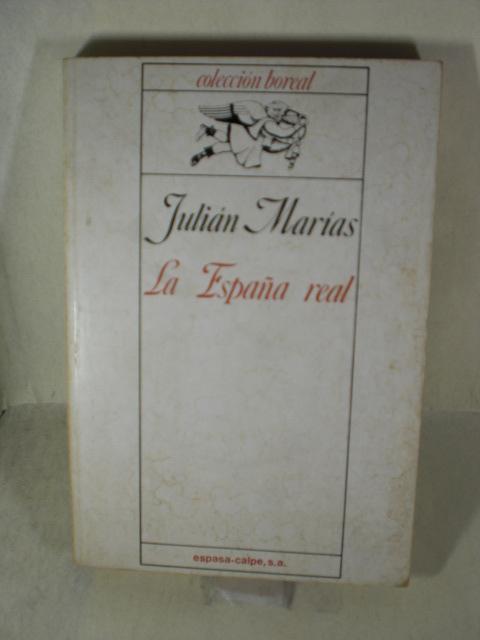 colección boreal
Julián Marías
La España real
espasa-calpe, s.a.